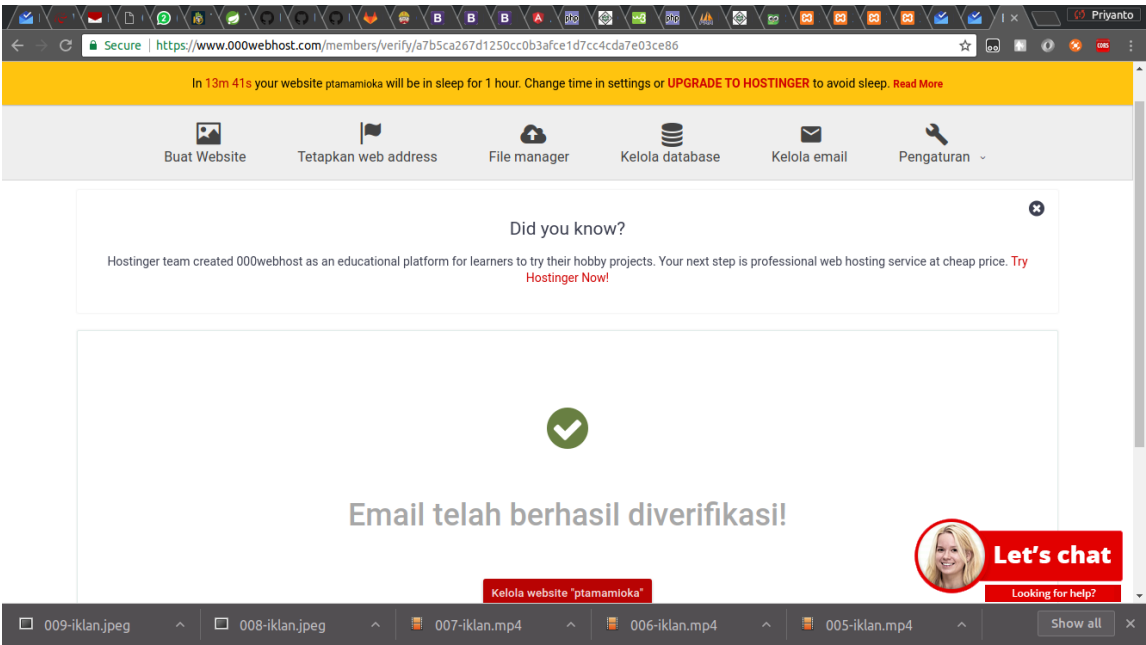 Priyanto
Secure | https://www.000webhost.com/members/verify/a7b5ca267d1250cc0b3afce1d7cc4cda7e03ce86
In 13m 41s your website ptamamioka will be in sleep for 1 hour. Change time in settings or UPGRADE TO HOSTINGER to avoid sleep. Read More
Buat Website Tetapkan web address File manager Kelola database Kelola email Pengaturan
Did you know?
Hostinger team created 000webhost as an educational platform for learners to try their hobby projects. Your next step is professional web hosting service at cheap price. Try
Hostinger Now!
Email telah berhasil diverifikasi!
Let's chat
Looking for help?
Kelola website "ptamamioka"
009-iklan.jpeg 008-iklan.jpeg 007-iklan.mp4 006-iklan.mp4 005-iklan.mp4 Show all